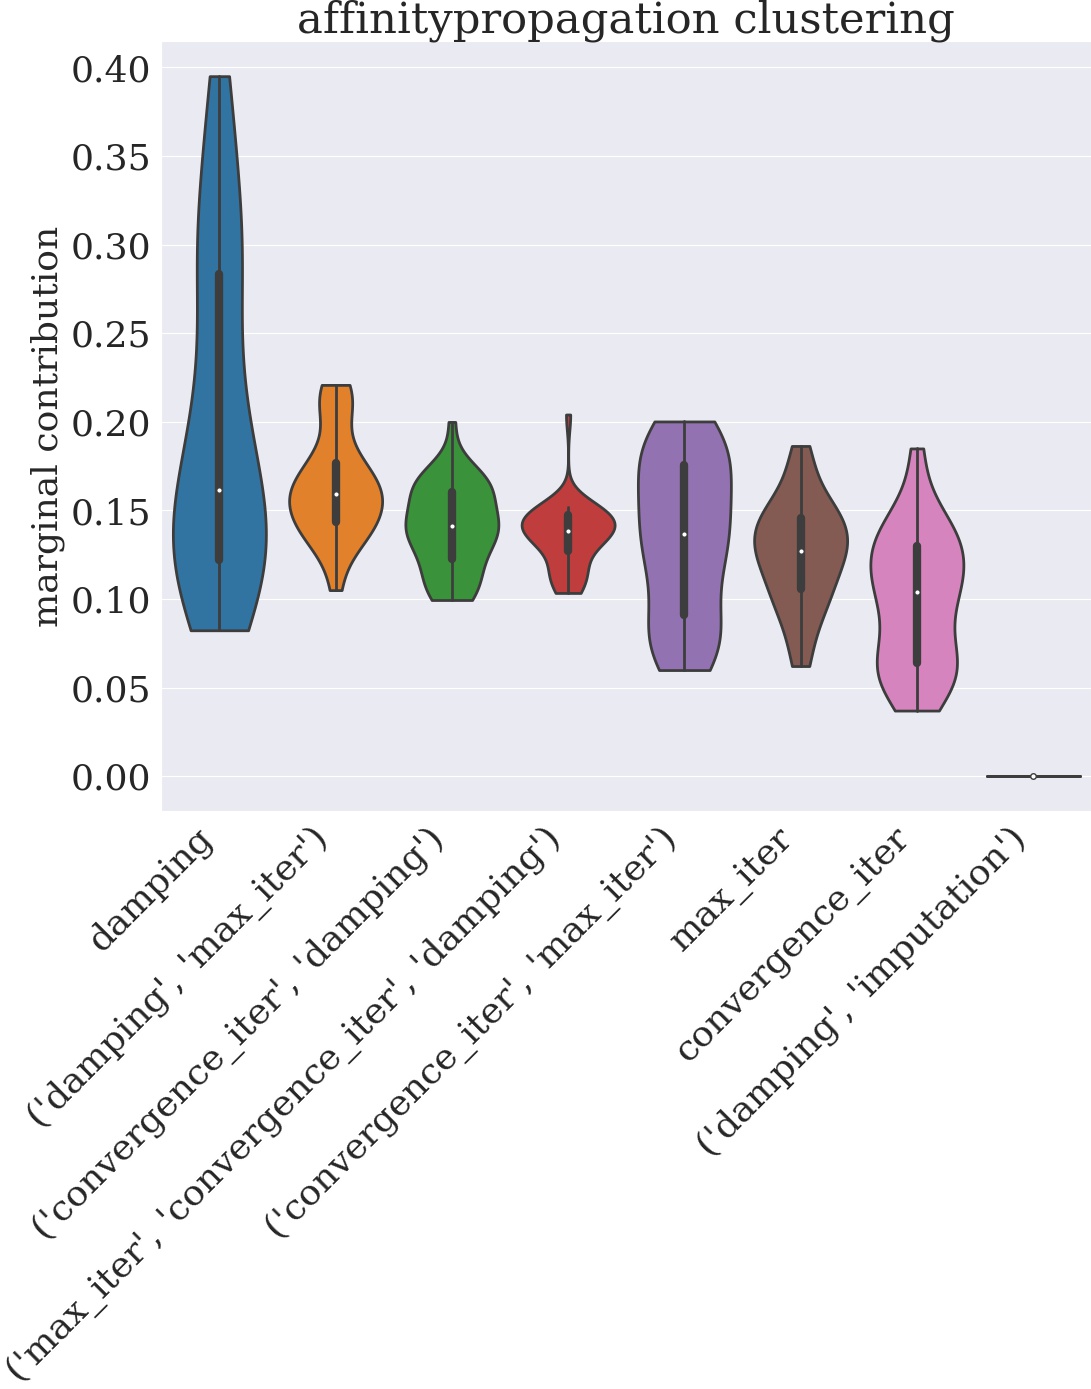 affinitypropagation clustering
marginal contribution
0.40
0.35
0.30
0.25
0.20
0.15
0.10
0.05
0.00
damping
('damping', 'max_iter')
('convergence_iter', 'damping')
('max_iter', 'convergence_iter', 'damping')
('convergence_iter', 'max_iter')
max_iter
convergence_iter
('damping', 'imputation')